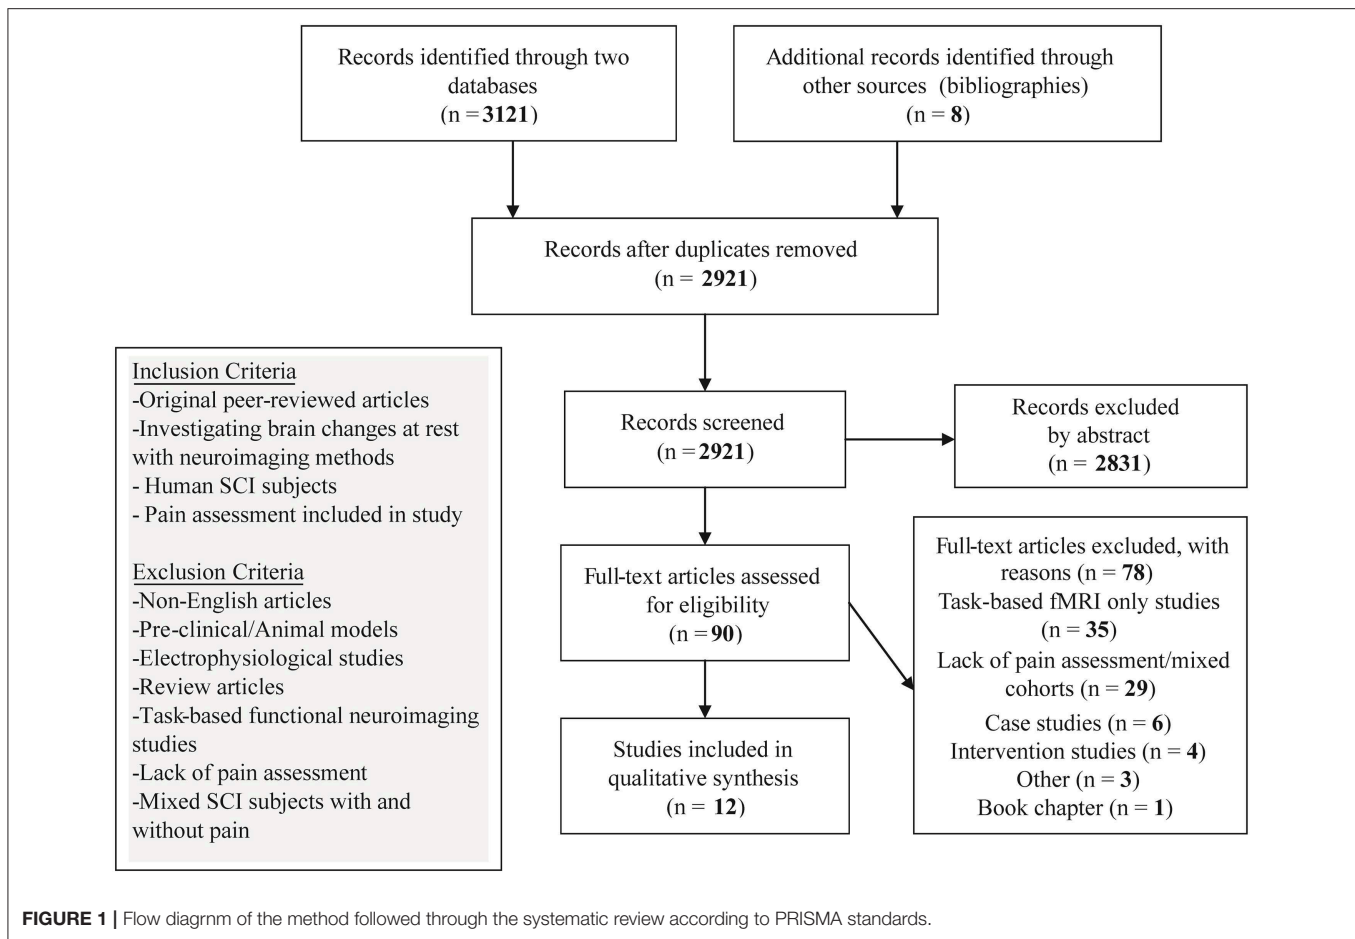 Records identified through two
databases
(n = 3121)
Additional records identified through
other sources (bibliographies)
(n = 8)
Records after duplicates removed
(n = 2921)
Inclusion Criteria
-Original peer-reviewed articles
-Investigating brain changes at rest
with neuroimaging methods
- Human SCI subjects
- Pain assessment included in study
Exclusion Criteria
-Non-English articles
-Pre-clinical/Animal models
-Electrophysiological studies
-Review articles
-Task-based functional neuroimaging
studies
-Lack of pain assessment
-Mixed SCI subjects with and
without pain
Records screened
(n =2921)
Records excluded
by abstract
(n = 2831)
Full-text articles assessed
for eligibility
(n = 90)
Full-text articles excluded, with
reasons (n = 78)
Task-based fMRI only studies
(n = 35)
Lack of pain assessment/mixed
cohorts (n = 29)
Case studies (n = 6)
Intervention studies (n = 4)
Other (n = 3)
Book chapter (n = 1)
Studies included in
qualitative synthesis
(n = 12)
FIGURE 1 | Flow diagrnm of the method followed through the systematic review according to PRISMA standards.